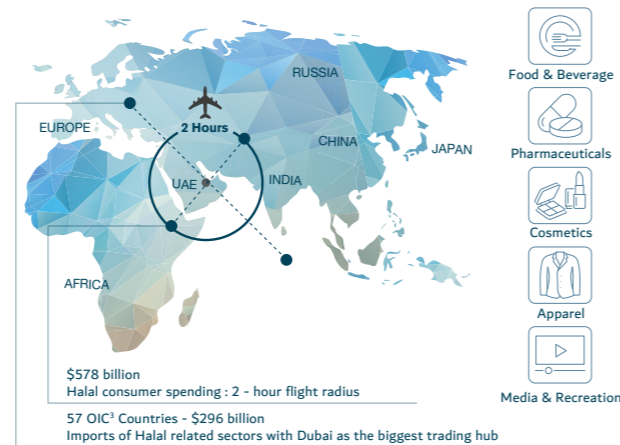 RUSSIA
EUROPE
2 Hours
CHINA
JAPAN
UAE
INDIA
AFRICA
$578 billion
Halal consumer spending : 2 - hour flight radius
57 OIC³ Countries - $296 billion
Imports of Halal related sectors with Dubai as the biggest trading hub
Food & Beverage
Pharmaceuticals
Cosmetics
Apparel
Media & Recreation